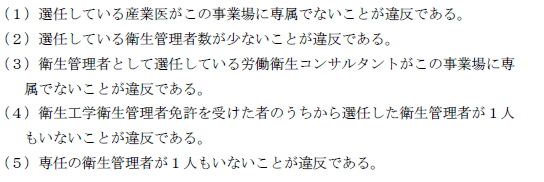 （１）選任している産業医がこの事業場に専属でないことが違反である。
（２）選任している衛生管理者数が少ないことが違反である。
（３）衛生管理者として選任している労働衛生コンサルタントがこの事業場に専
属でないことが違反である。
（４）衛生工学衛生管理者免許を受けた者のうちから選任した衛生管理者が１人
もいないことが違反である。
（５）専任の衛生管理者が１人もいないことが違反である。